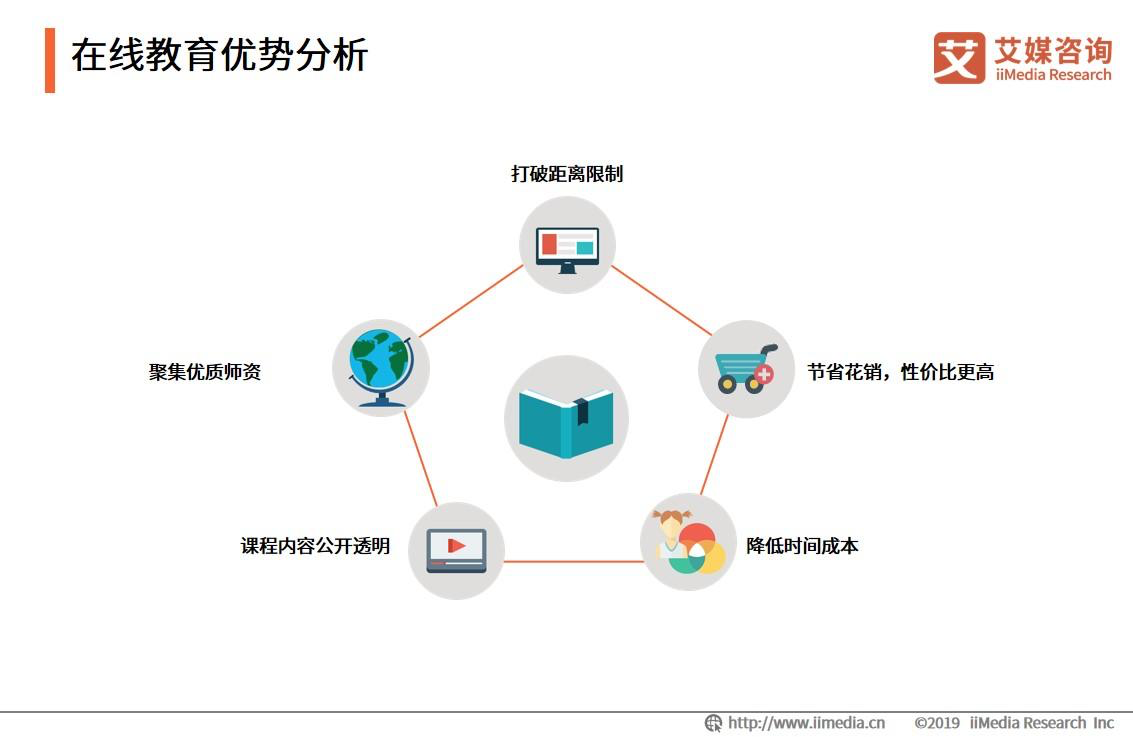 在线教育优势分析
艾 艾媒咨询
iiMedia Research
打破距离限制
聚集优质师资
节省花销，性价比更高
课程内容公开透明
降低时间成本
http://www.iimedia.cn ©2019 iiMedia Research Inc